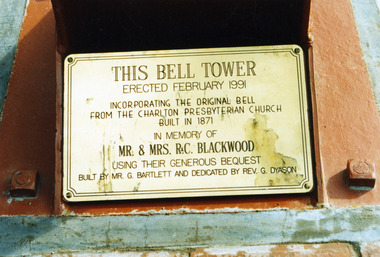 THIS BELL TOWER
ERECTED FEBRUARY 1991
INCORPORATING THE ORIGINAL BELL
FROM THE CHARLTON PRESBYTERIAN CHURCH
BUILT IN 1871
IN MEMORY OF
MR. & MRS. R.C. BLACKWOOD
USING THEIR GENEROUS BEQUEST
BUILT BY MR. G. BARTLETT AND DEDICATED BY REV. G. DYASON